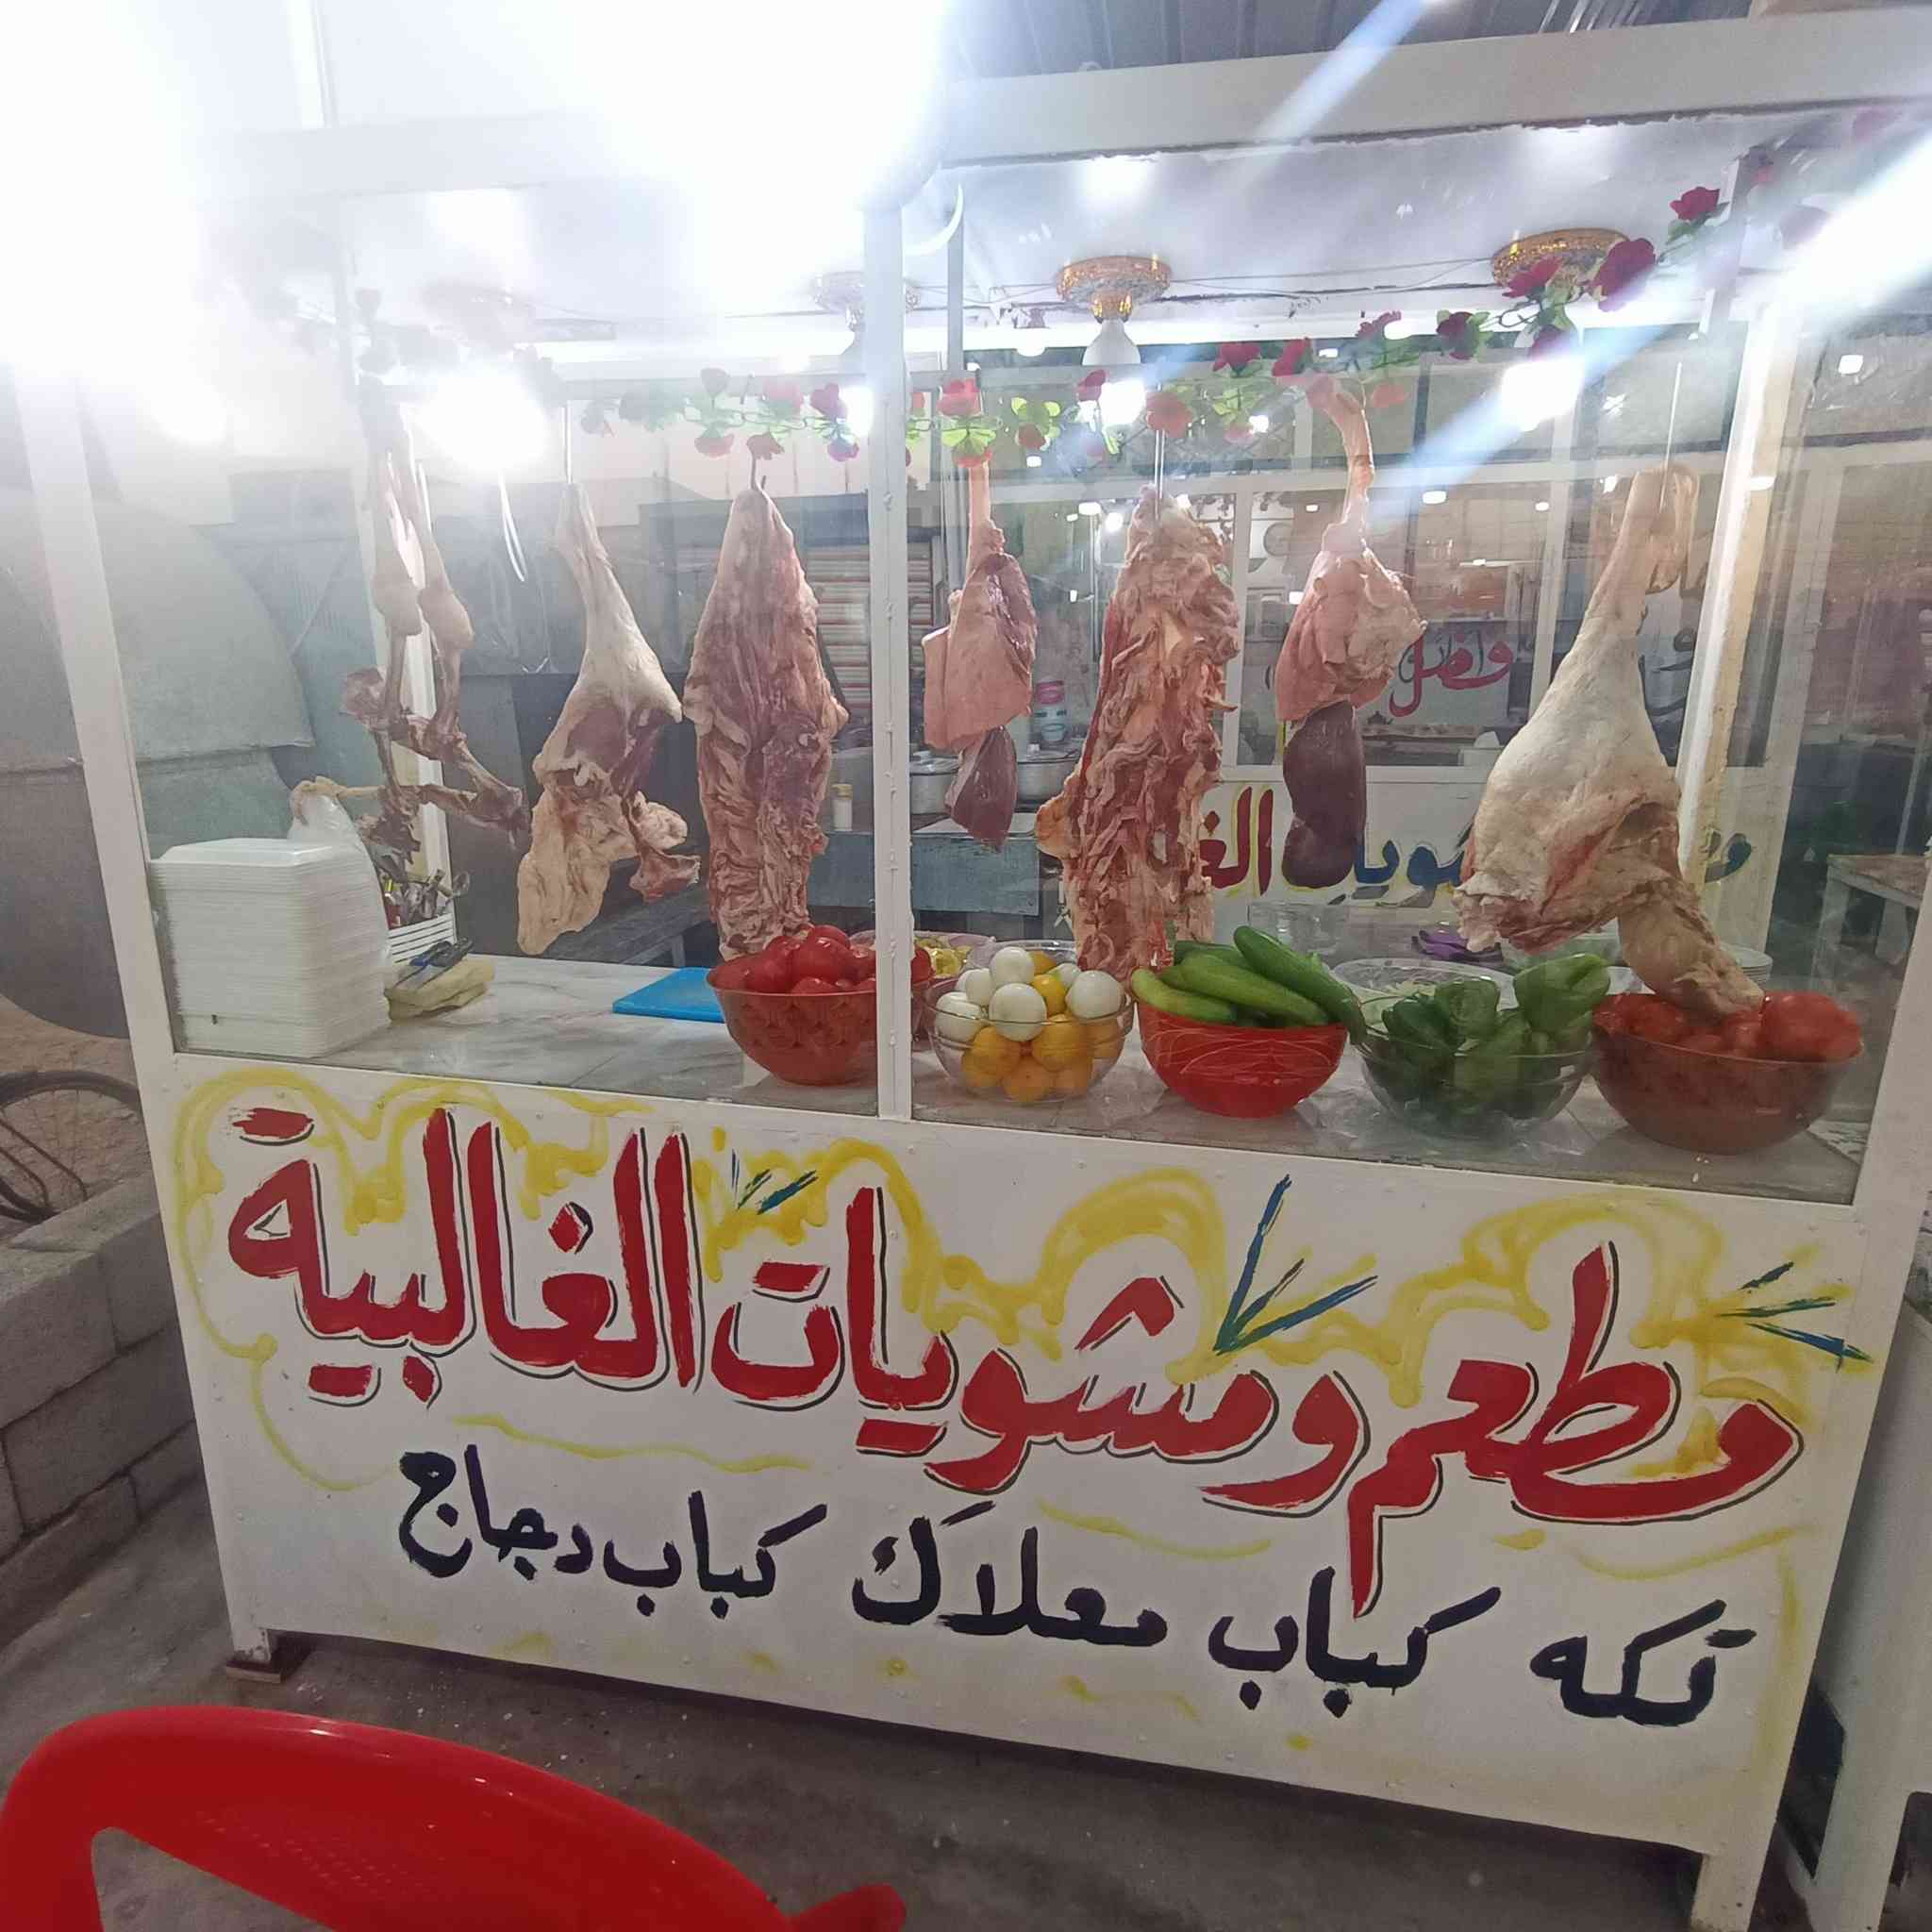 مطعم ومشويات الغالبية
تكه كباب معلاك كباب دجاج